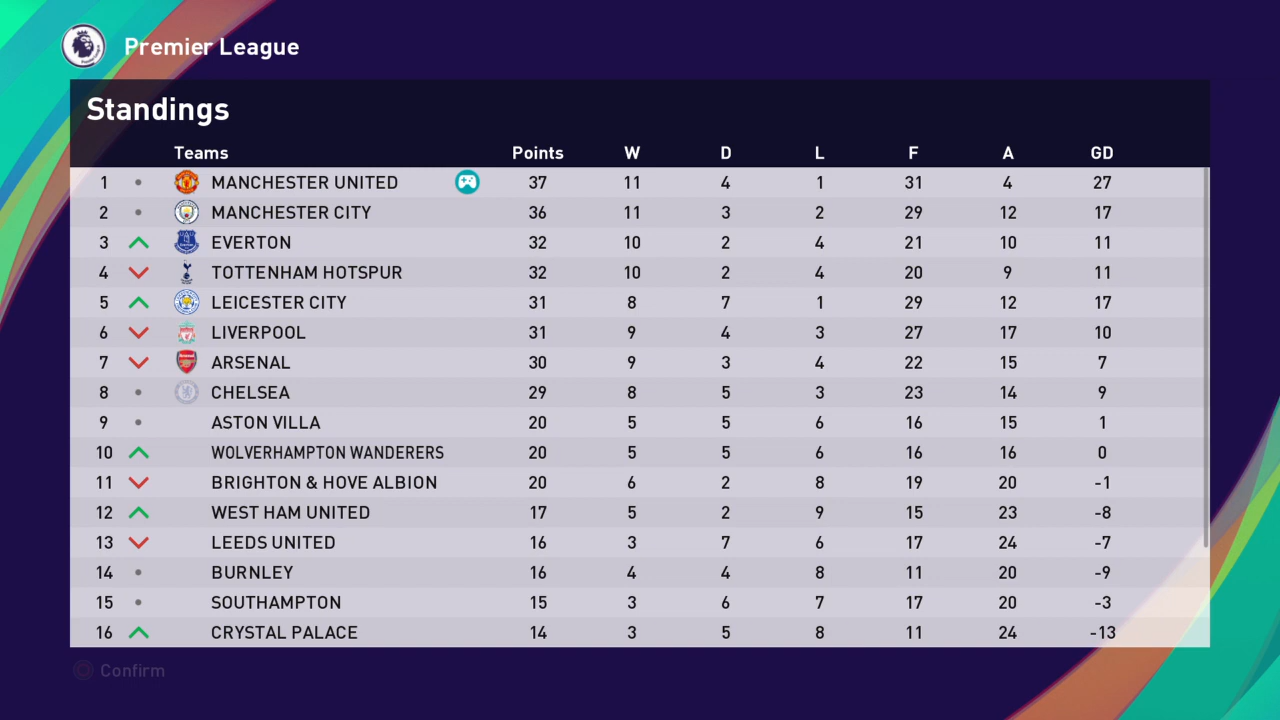 Premier League
Standings
Teams Points W D L F A GD
1 MANCHESTER UNITED 37 11 4 1 31 4 27
2 MANCHESTER CITY 36 11 3 2 29 12 17
3 EVERTON 32 10 2 4 21 10 11
4 TOTTENHAM HOTSPUR 32 10 2 4 20 9 11
5 LEICESTER CITY 31 8 7 1 29 12 17
6 LIVERPOOL 31 9 4 3 27 17 10
7 ARSENAL 30 9 3 4 22 15 7
8 CHELSEA 29 8 5 3 23 14 9
9 ASTON VILLA 20 5 5 6 16 15 1
10 WOLVERHAMPTON WANDERERS 20 5 5 6 16 16 0
11 BRIGHTON & HOVE ALBION 20 6 2 8 19 20 -1
12 WEST HAM UNITED 17 5 2 9 15 23 -8
13 LEEDS UNITED 16 3 7 6 17 24 -7
14 BURNLEY 16 4 4 8 11 20 -9
15 SOUTHAMPTON 15 3 6 7 17 20 -3
16 CRYSTAL PALACE 14 3 5 8 11 24 -13
Confirm